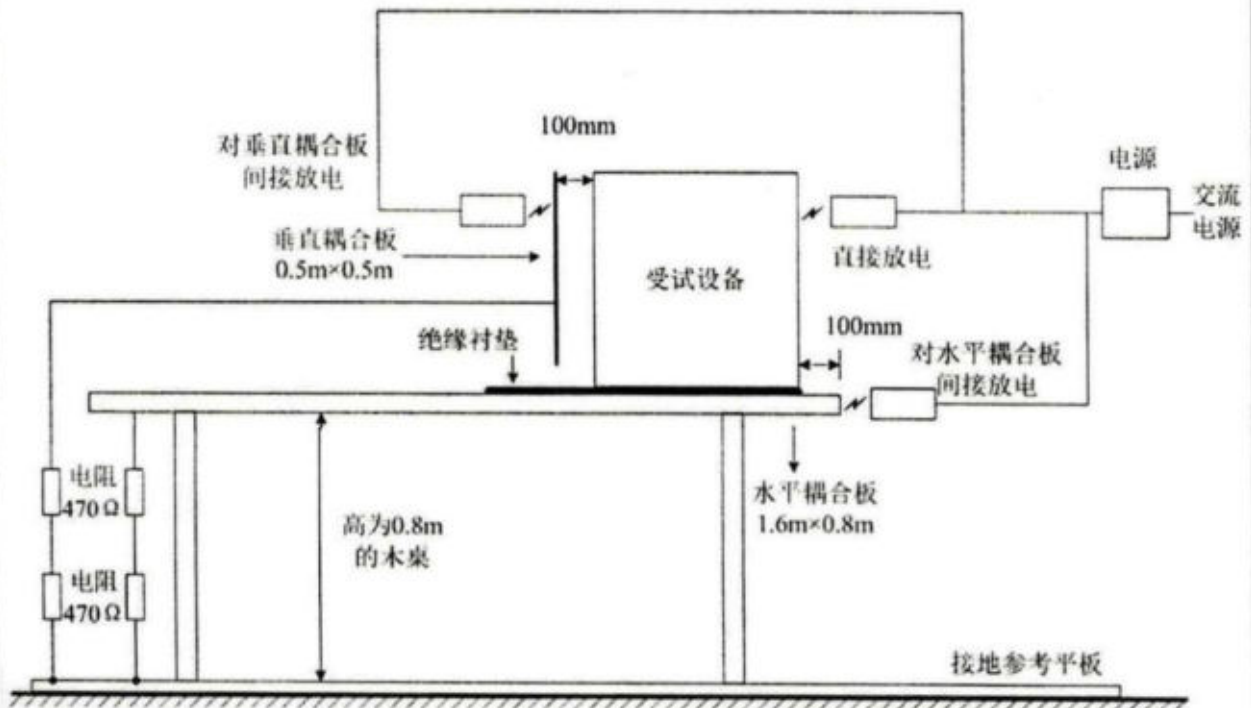 100mm
对垂直耦合板
间接放电
电源
交流
电源
垂直耦合板
0.5m×0.5m
直接放电
受试设备
100mm
绝缘衬垫
对水平耦合板
间接放电
电阻
470Ω
水平耦合板
1.6m×0.8m
高为0.8m
的木桌
电阻
470Ω
接地参考平板